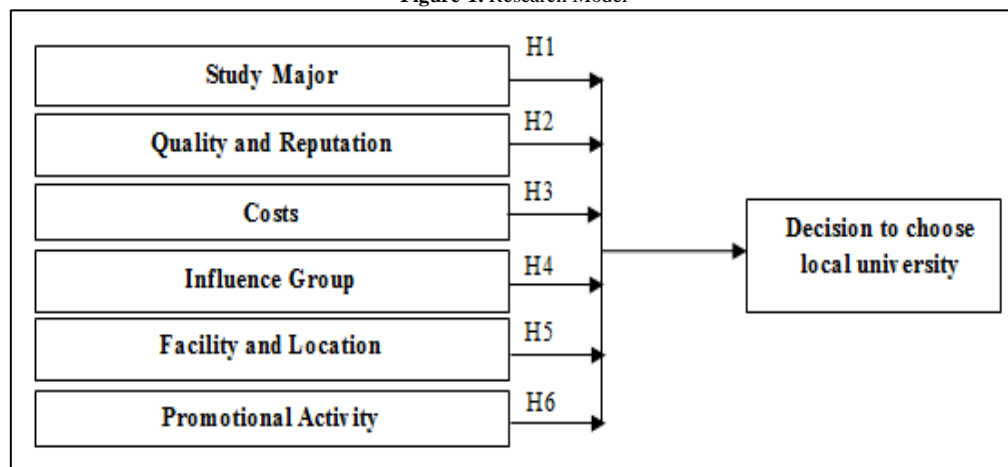 Figure 1. Research Model
H1
Study Major
H2
Quality and Reputation
H3
Costs
H4
Influence Group
H5
Facility and Location
H6
Promotional Activity
Decision to choose
local university